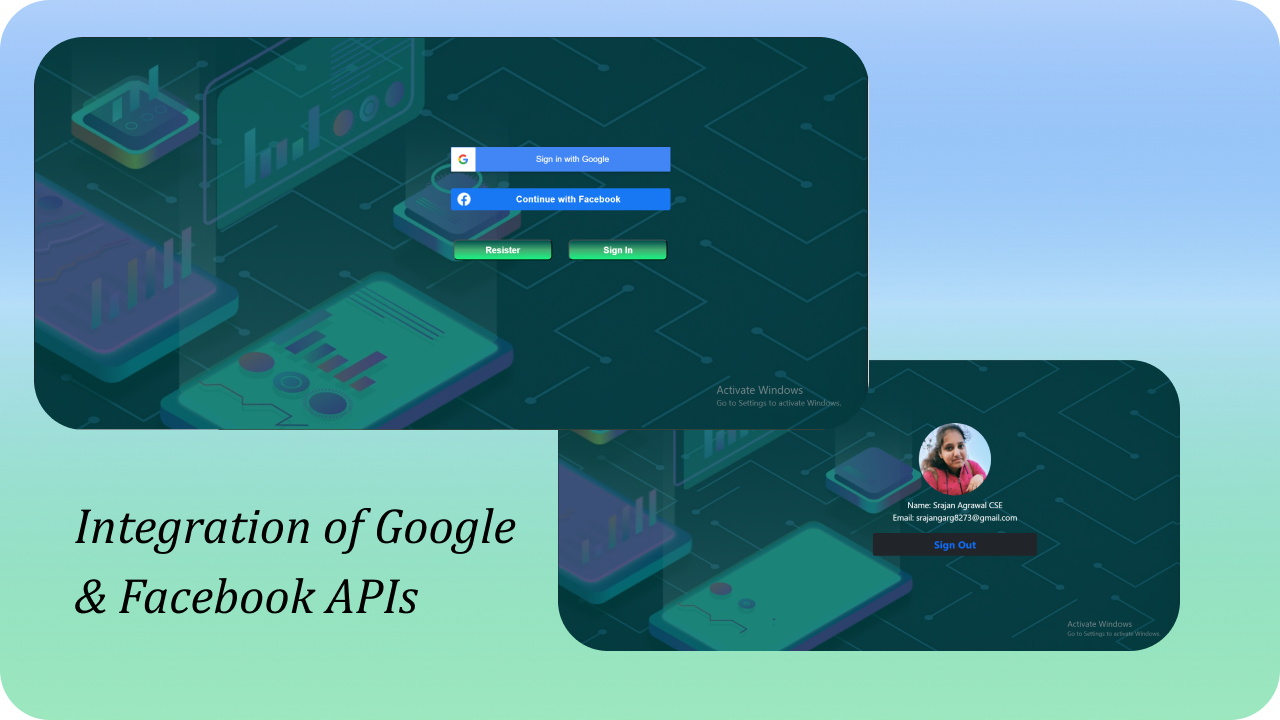 Sign in with Google
Continue with Facebook
Resister
Sign In
Activate Windows
Go to Settings to activate Windows.
Name: Srajan Agrawal CSE
Email: srajangarg8273@gmail.com
Sign Out
Activate Windows
Go to Settings to activate Windows.
Integration of Google
& Facebook APIs